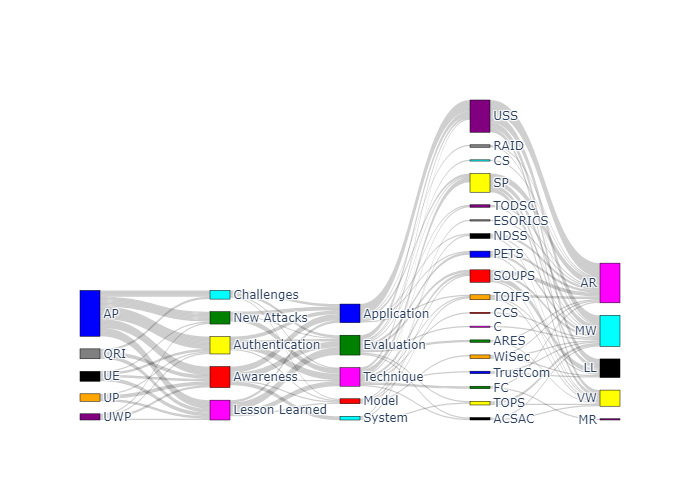 AP
QRI
UE
UP
UWP
Challenges
New Attacks
Authentication
Awareness
Lesson Learned
Application
Evaluation
Technique
Model
System
USS
RAID
CS
SP
TODSC
ESORICS
NDSS
PETS
SOUPS
TOIFS
CCS
C
ARES
WiSec
TrustCom
FC
TOPS
ACSAC
AR
MW
LL
VW
MR